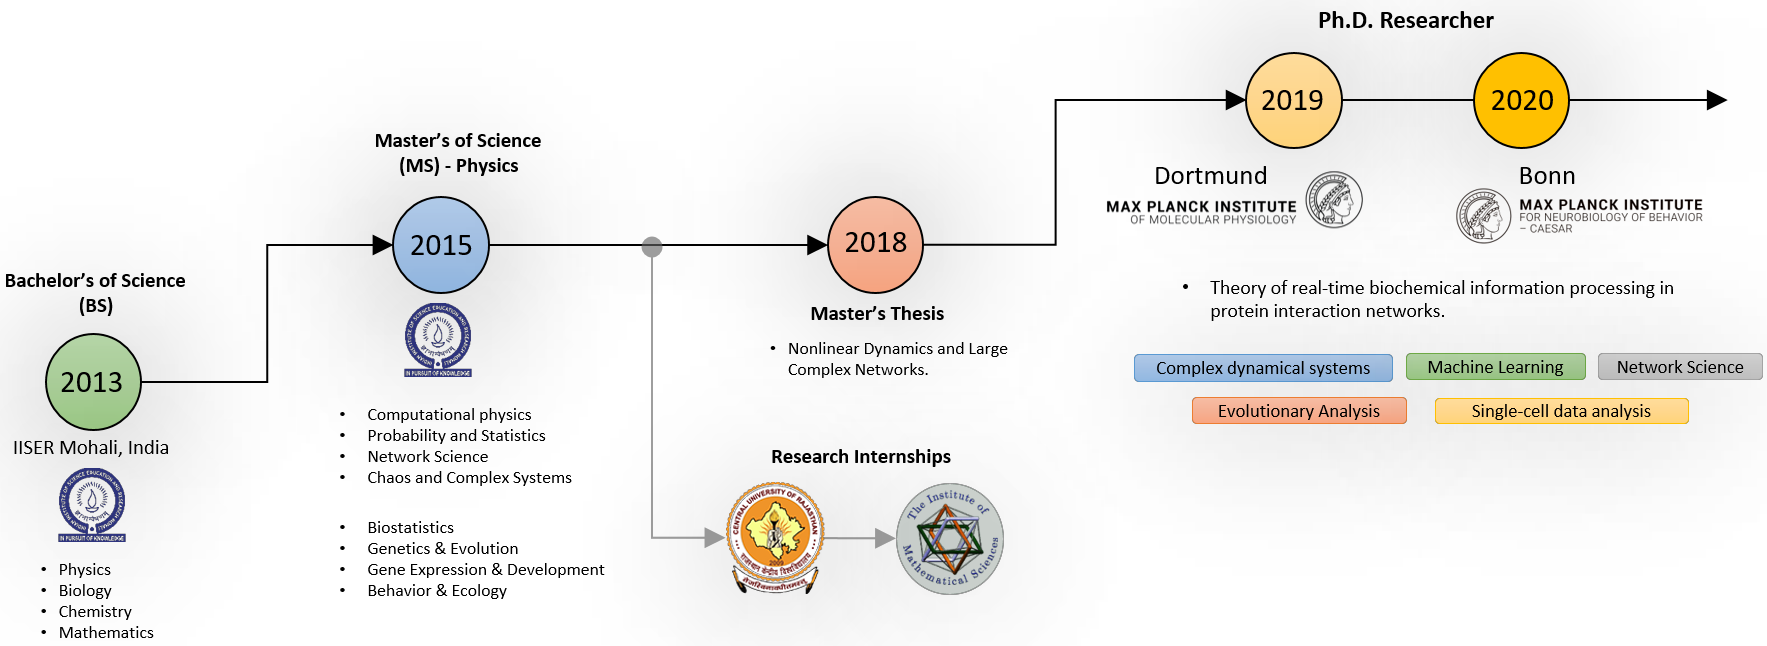 Ph.D. Researcher
2019
2020
Dortmund
MAX PLANCK INSTITUTE
OF MOLECULAR PHYSIOLOGY
Bonn
MAX PLANCK INSTITUTE
FOR NEUROBIOLOGY OF BEHAVIOR
– CAESAR
• Theory of real-time biochemical information processing in
protein interaction networks.
Complex dynamical systems
Machine Learning
Network Science
Evolutionary Analysis
Single-cell data analysis
Master’s of Science
(MS) - Physics
2015
IN PURSUIT OF KNOWLEDGE
• Computational physics
• Probability and Statistics
• Network Science
• Chaos and Complex Systems
• Biostatistics
• Genetics & Evolution
• Gene Expression & Development
• Behavior & Ecology
2018
Master’s Thesis
• Nonlinear Dynamics and Large
Complex Networks.
Research Internships
CENTRAL UNIVERSITY OF RAJASTHAN
2009
The Institute of
Mathematical Sciences
Bachelor’s of Science
(BS)
2013
IISER Mohali, India
IN PURSUIT OF KNOWLEDGE
• Physics
• Biology
• Chemistry
• Mathematics